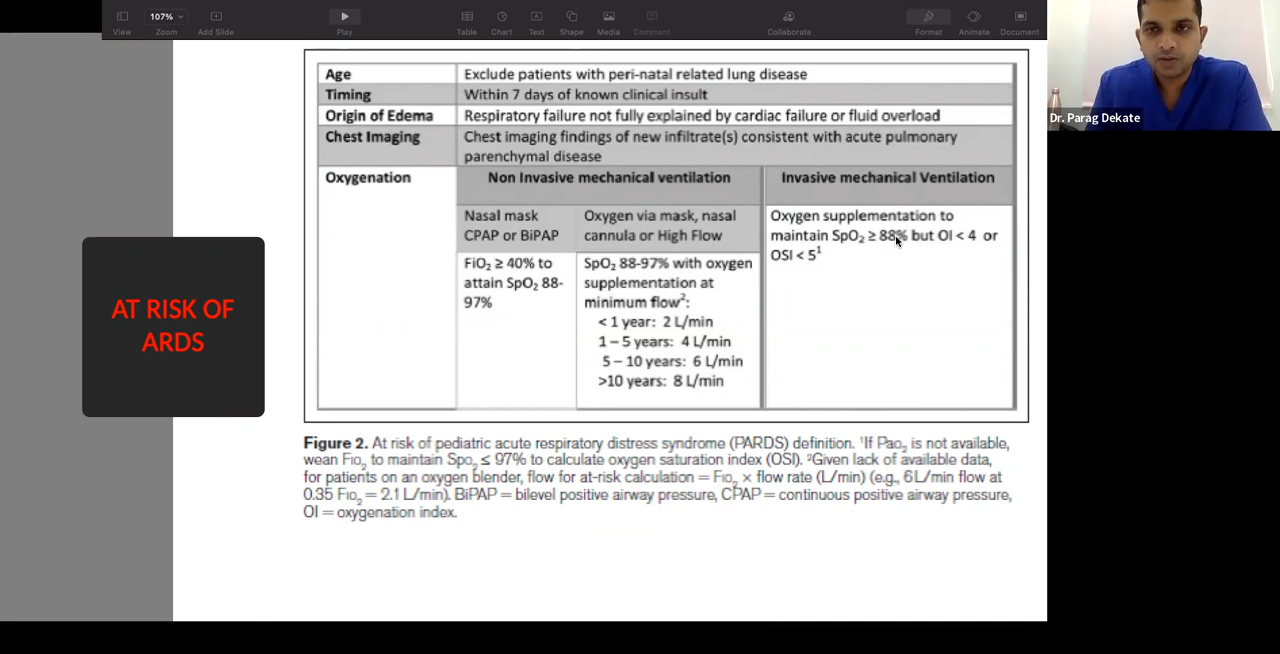 107%
View
Zoom
Add Slide
Play
Table
Chart
Text
Shape
Media
Comment
Collaborate
Format
Animate
Document
Dr. Parag Dekate
AT RISK OF
ARDS
Age
Exclude patients with peri-natal related lung disease
Timing
Within 7 days of known clinical insult
Origin of Edema
Respiratory failure not fully explained by cardiac failure or fluid overload
Chest Imaging
Chest imaging findings of new infiltrate(s) consistent with acute pulmonary
parenchymal disease
Oxygenation
Non Invasive mechanical ventilation
Invasive mechanical Ventilation
Nasal mask
CPAP or BiPAP
Oxygen via mask, nasal
cannula or High Flow
Oxygen supplementation to
maintain SpO₂ ≥ 88% but OI < 4 or
OSI < 5¹
FiO₂ ≥ 40% to
attain SpO₂ 88-
97%
SpO₂ 88-97% with oxygen
supplementation at
minimum flow²:
< 1 year: 2 L/min
1 – 5 years: 4 L/min
5 – 10 years: 6 L/min
>10 years: 8 L/min
Figure 2. At risk of pediatric acute respiratory distress syndrome (PARDS) definition. ¹If Pao₂ is not available,
wean Fio₂ to maintain Spo₂ ≤ 97% to calculate oxygen saturation index (OSI). ²Given lack of available data,
for patients on an oxygen blender, flow for at-risk calculation = Fio₂ × flow rate (L/min) (e.g., 6 L/min flow at
0.35 Fio₂ = 2.1 L/min). BiPAP = bilevel positive airway pressure, CPAP = continuous positive airway pressure,
OI = oxygenation index.